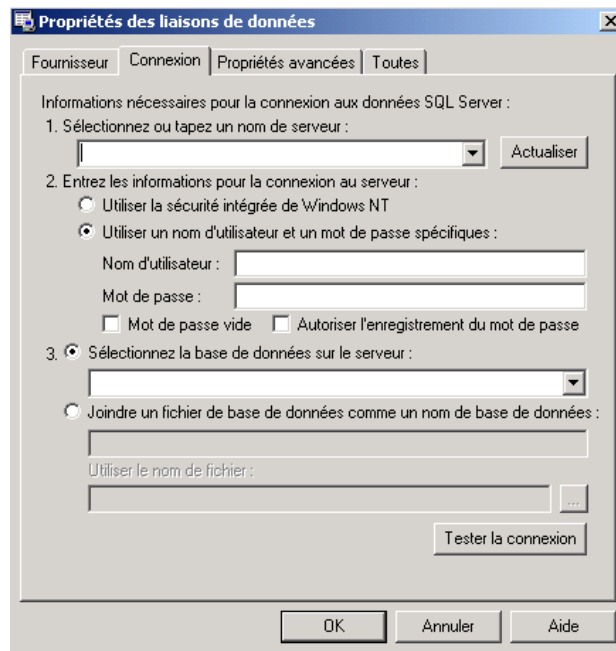 Propriétés des liaisons de données
Fournisseur Connexion Propriétés avancées Toutes
Informations nécessaires pour la connexion aux données SQL Server :
1. Sélectionnez ou tapez un nom de serveur :
Actualiser
2. Entrez les informations pour la connexion au serveur :
Utiliser la sécurité intégrée de Windows NT
Utiliser un nom d'utilisateur et un mot de passe spécifiques :
Nom d'utilisateur :
Mot de passe :
Mot de passe vide Autoriser l'enregistrement du mot de passe
3. Sélectionnez la base de données sur le serveur :
Joindre un fichier de base de données comme un nom de base de données :
Utiliser le nom de fichier :
...
Tester la connexion
OK Annuler Aide